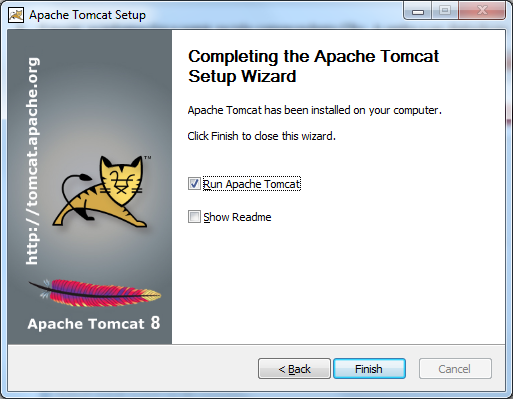 Apache Tomcat Setup
http://tomcat.apache.org
TM
Apache Tomcat 8
Completing the Apache Tomcat
Setup Wizard
Apache Tomcat has been installed on your computer.
Click Finish to close this wizard.
Run Apache Tomcat
Show Readme
< Back
Finish
Cancel